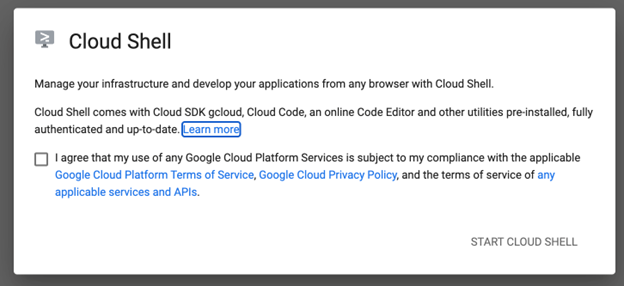 Cloud Shell
Manage your infrastructure and develop your applications from any browser with Cloud Shell.
Cloud Shell comes with Cloud SDK gcloud, Cloud Code, an online Code Editor and other utilities pre-installed, fully
authenticated and up-to-date. Learn more
I agree that my use of any Google Cloud Platform Services is subject to my compliance with the applicable
Google Cloud Platform Terms of Service, Google Cloud Privacy Policy, and the terms of service of any
applicable services and APIs.
START CLOUD SHELL